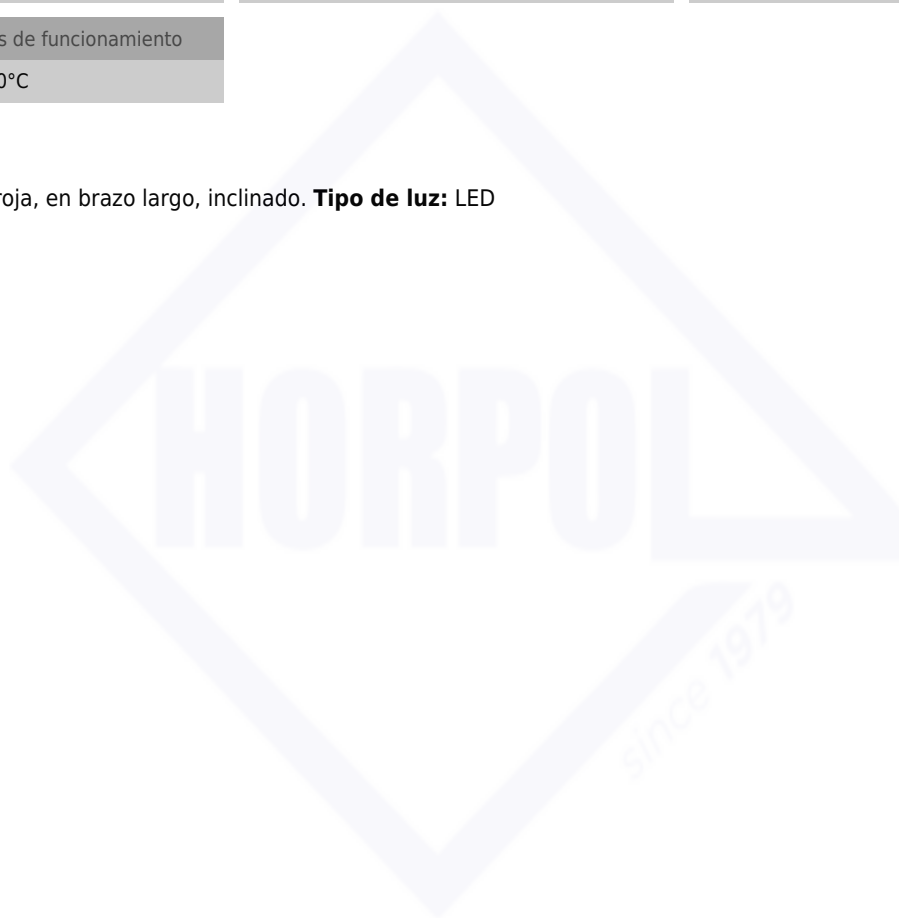 s de funcionamiento
0°C
roja, en brazo largo, inclinado. Tipo de luz: LED
HORPOL
since 1979